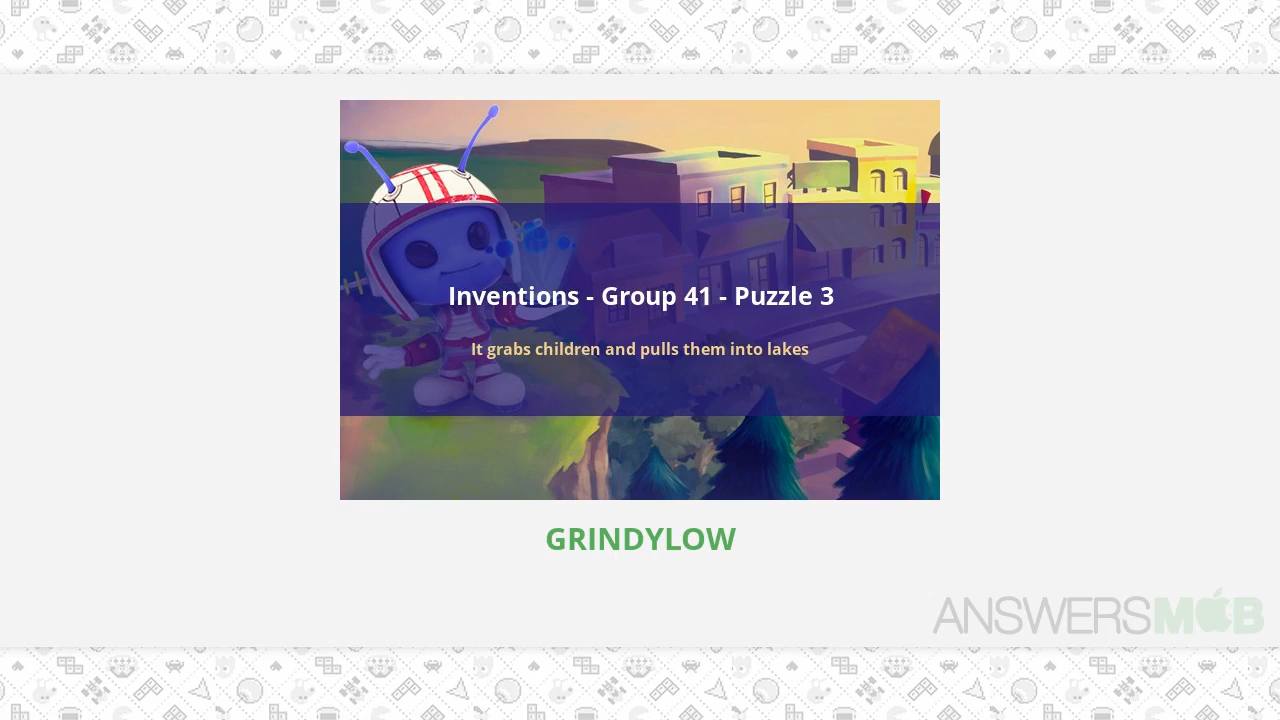 Inventions - Group 41 - Puzzle 3
It grabs children and pulls them into lakes
GRINDYLOW
ANSWERSMOB